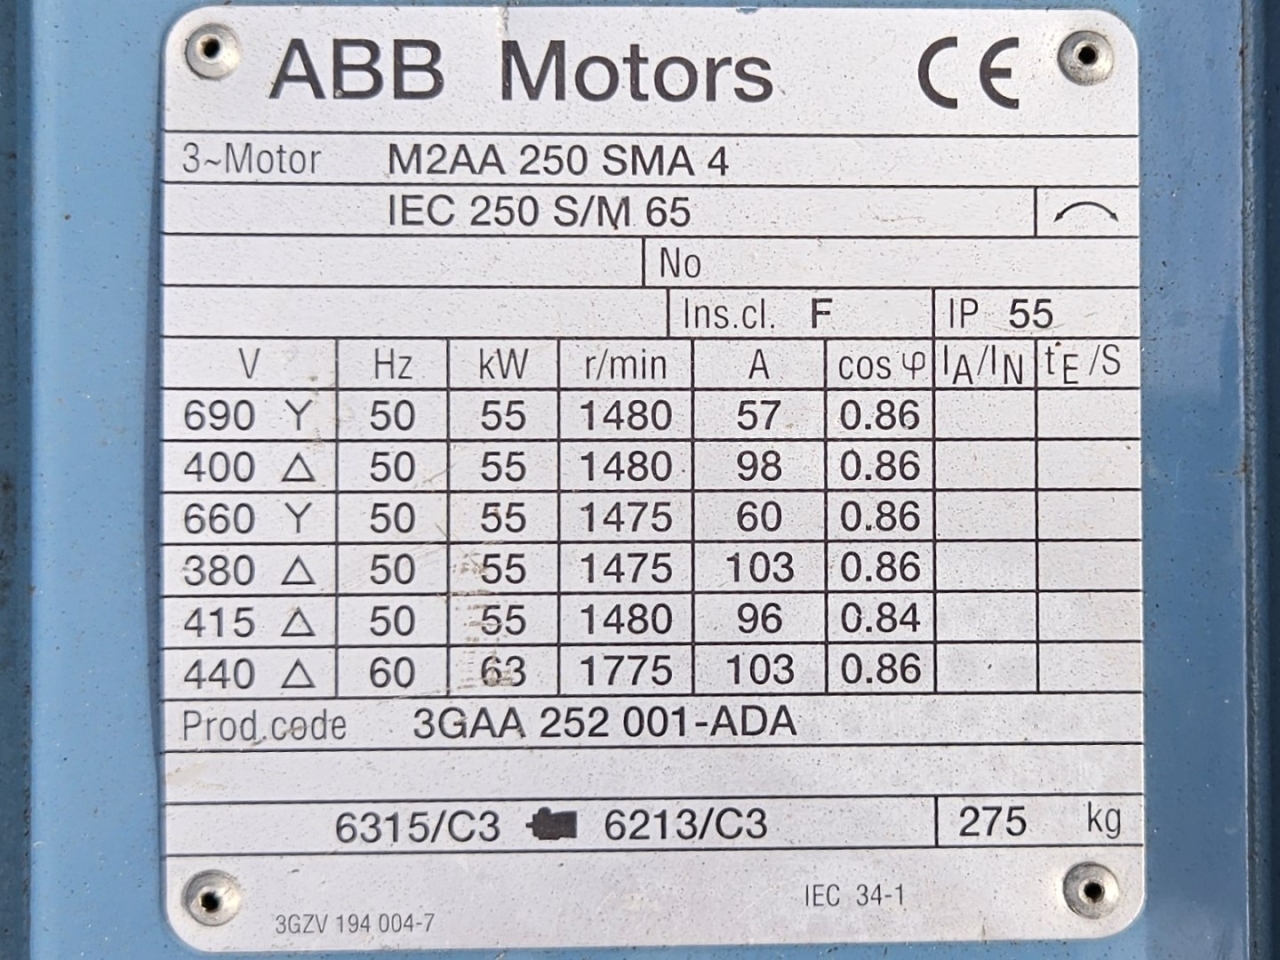 ABB Motors CE
3~Motor M2AA 250 SMA 4
IEC 250 S/M 65
No
Ins.cl. F IP 55
V Hz kW r/min A cos φ IA/IN tE/S
690 Y 50 55 1480 57 0.86
400 Δ 50 55 1480 98 0.86
660 Y 50 55 1475 60 0.86
380 Δ 50 55 1475 103 0.86
415 Δ 50 55 1480 96 0.84
440 Δ 60 63 1775 103 0.86
Prod.code 3GAA 252 001-ADA
6315/C3 6213/C3 275 kg
IEC 34-1
3GZV 194 004-7